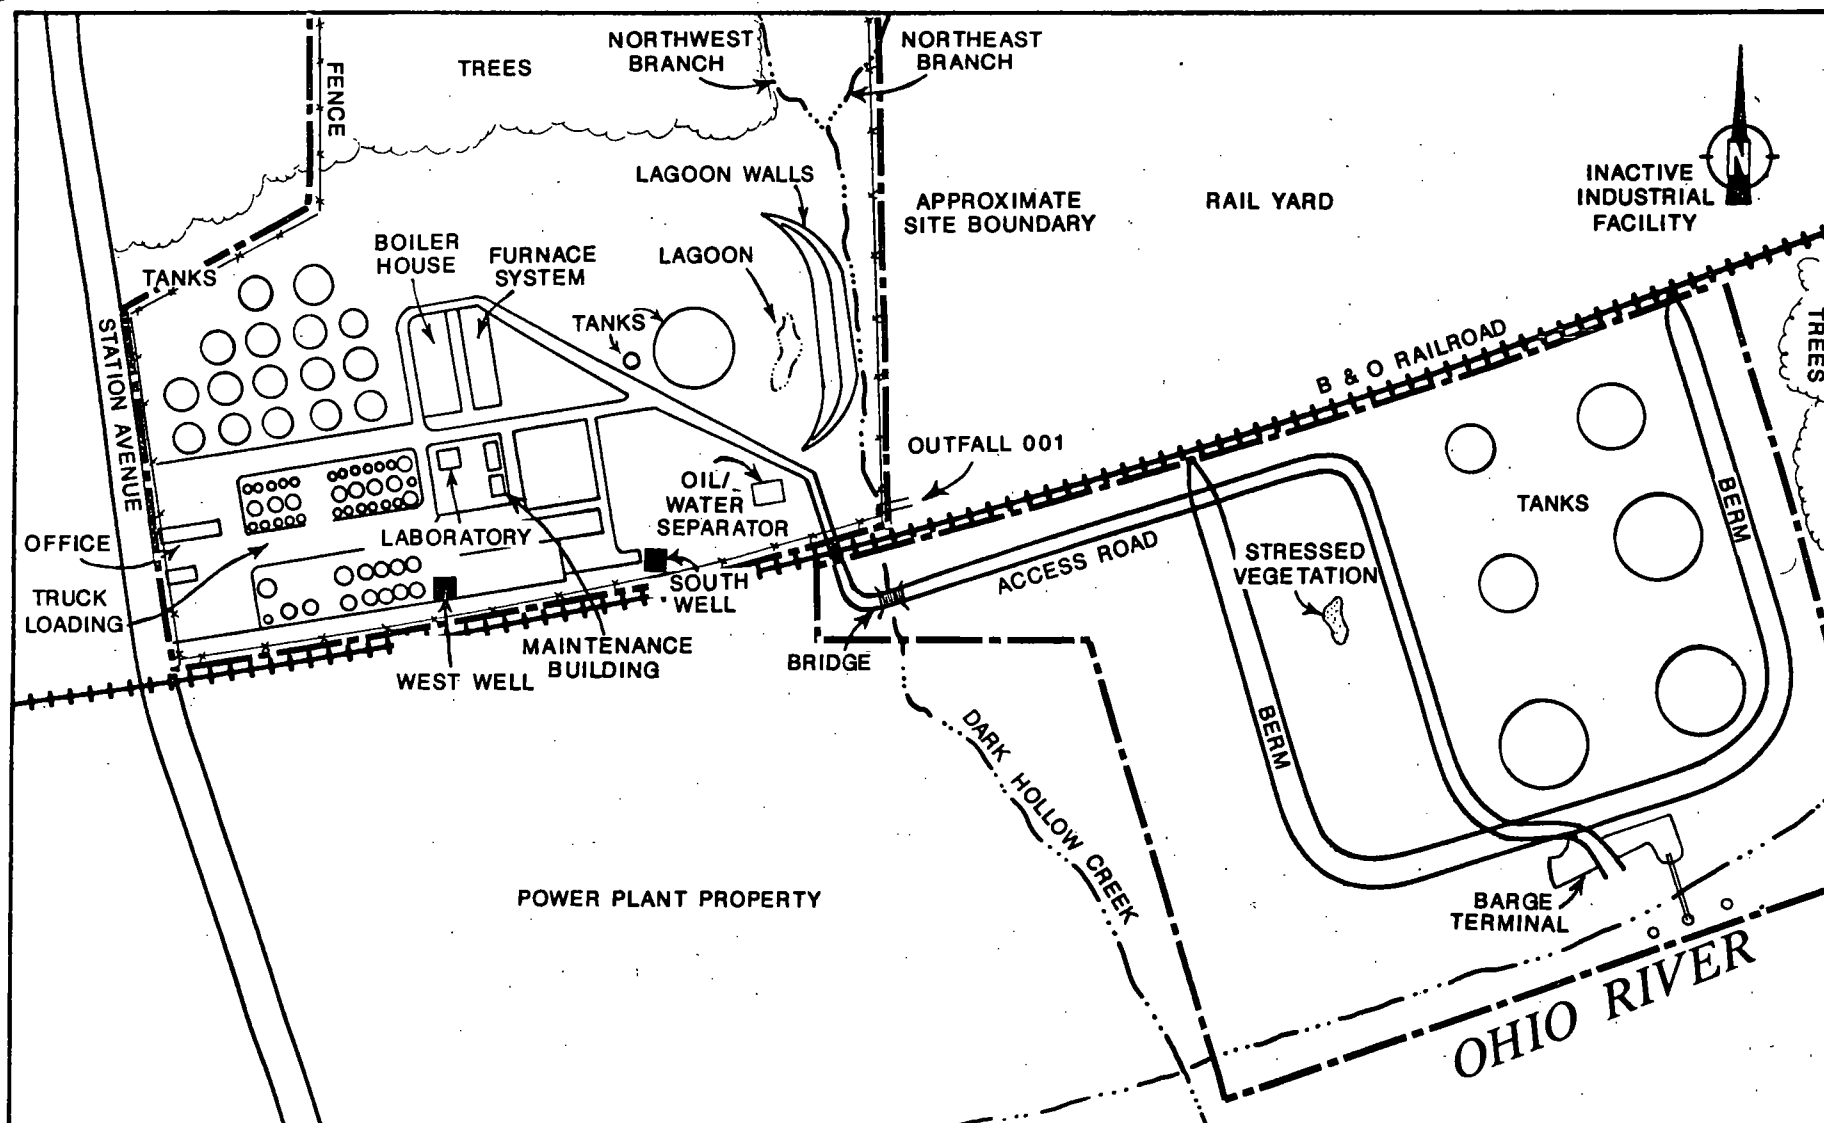 NORTHWEST
BRANCH
NORTHEAST
BRANCH
TREES
FENCE
LAGOON WALLS
APPROXIMATE
SITE BOUNDARY
RAIL YARD
N
INACTIVE
INDUSTRIAL
FACILITY
BOILER
HOUSE
FURNACE
SYSTEM
LAGOON
TANKS
TANKS
STATION AVENUE
B & O RAILROAD
TREES
OUTFALL 001
OIL/
WATER
SEPARATOR
TANKS
BERM
OFFICE
LABORATORY
STRESSED
VEGETATION
ACCESS ROAD
TRUCK
LOADING
SOUTH
WELL
MAINTENANCE
BUILDING
WEST WELL
BRIDGE
BERM
DARK HOLLOW CREEK
POWER PLANT PROPERTY
BARGE
TERMINAL
OHIO RIVER